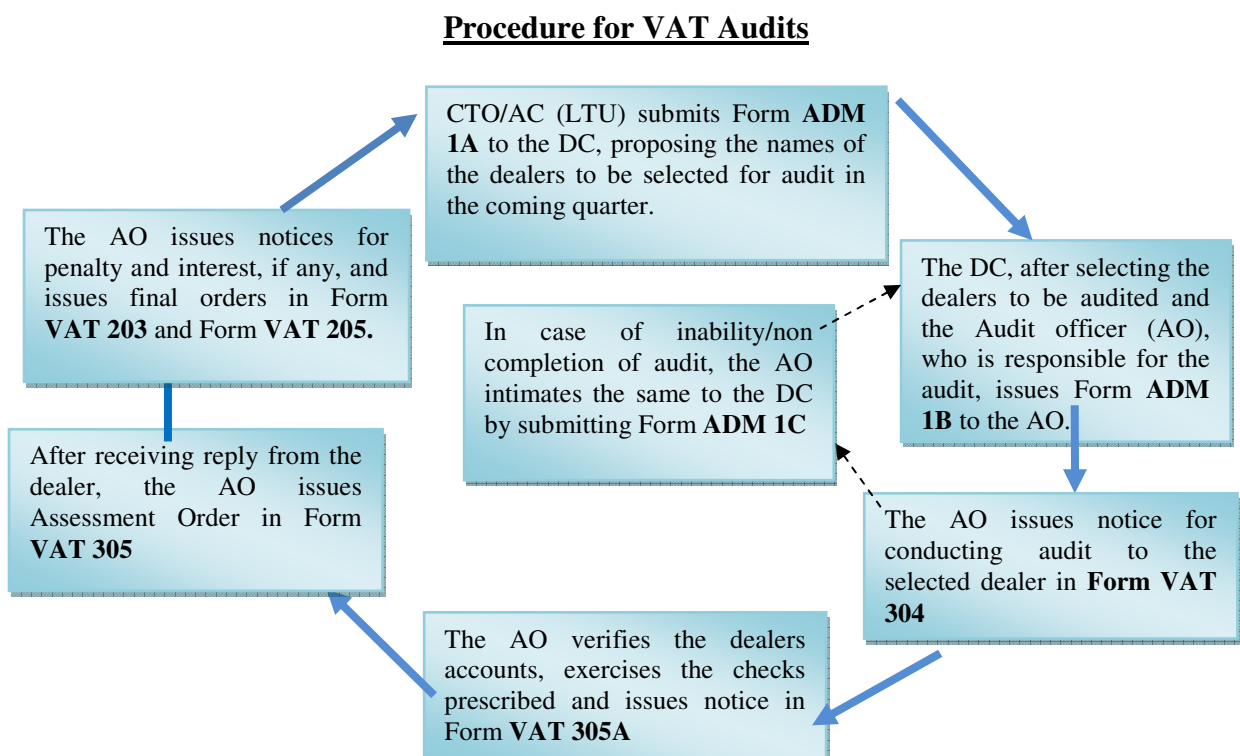 Procedure for VAT Audits
CTO/AC (LTU) submits Form ADM
1A to the DC, proposing the names of
the dealers to be selected for audit in
the coming quarter.
The DC, after selecting the
dealers to be audited and
the Audit officer (AO),
who is responsible for the
audit, issues Form ADM
1B to the AO.
In case of inability/non
completion of audit, the AO
intimates the same to the DC
by submitting Form ADM 1C
The AO issues notice for
conducting audit to the
selected dealer in Form VAT
304
The AO verifies the dealers
accounts, exercises the checks
prescribed and issues notice in
Form VAT 305A
After receiving reply from the
dealer, the AO issues
Assessment Order in Form
VAT 305
The AO issues notices for
penalty and interest, if any, and
issues final orders in Form
VAT 203 and Form VAT 205.